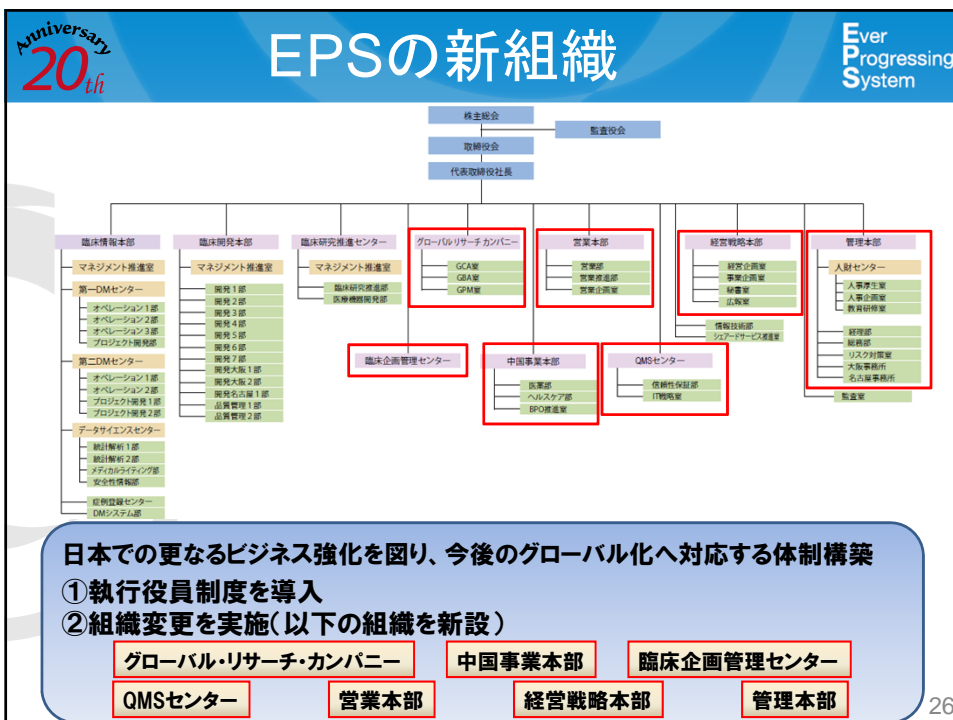 Anniversary
20th
EPSの新組織
Ever
Progressing
System
株主総会
監査役会
取締役会
代表取締役社長
臨床情報本部
マネジメント推進室
第一DMセンター
オペレーション1部
オペレーション2部
オペレーション3部
プロジェクト開発部
第二DMセンター
オペレーション1部
オペレーション2部
プロジェクト開発1部
プロジェクト開発2部
データサイエンスセンター
統計解析1部
統計解析2部
メディカルライティング部
安全性情報部
症例登録センター
DMシステム部
臨床開発本部
マネジメント推進室
開発1部
開発2部
開発3部
開発4部
開発5部
開発6部
開発7部
開発大阪1部
開発大阪2部
開発名古屋1部
品質管理1部
品質管理2部
臨床研究推進センター
マネジメント推進室
臨床研究推進部
医療機器開発部
グローバルリサーチ カンパニー
GCA室
GBA室
GPM室
臨床企画管理センター
営業本部
営業部
営業推進部
営業企画室
中国事業本部
医薬部
ヘルスケア部
BPO推進室
QMSセンター
信頼性保証部
IT戦略室
経営戦略本部
経営企画室
事業企画室
秘書室
広報室
情報技術部
シェアードサービス推進室
管理本部
人財センター
人事厚生室
人事企画室
教育研修室
経理部
総務部
リスク対策室
大阪事務所
名古屋事務所
監査室
日本での更なるビジネス強化を図り、今後のグローバル化へ対応する体制構築
①執行役員制度を導入
②組織変更を実施(以下の組織を新設)
グローバル・リサーチ・カンパニー
中国事業本部
臨床企画管理センター
QMSセンター
営業本部
経営戦略本部
管理本部
26